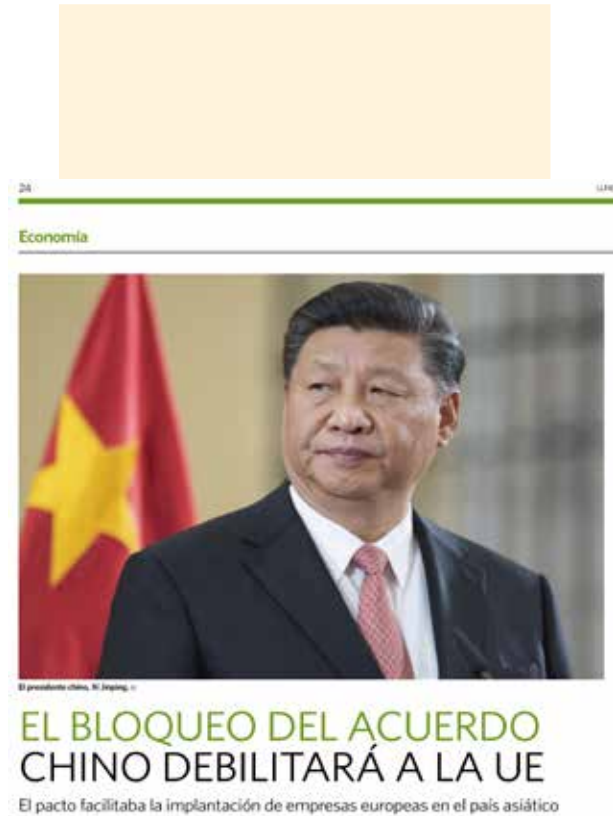 24
Economía
El presidente chino, Xi Jinping.
EL BLOQUEO DEL ACUERDO
CHINO DEBILITARÁ A LA UE
El pacto facilitaba la implantación de empresas europeas en el país asiático